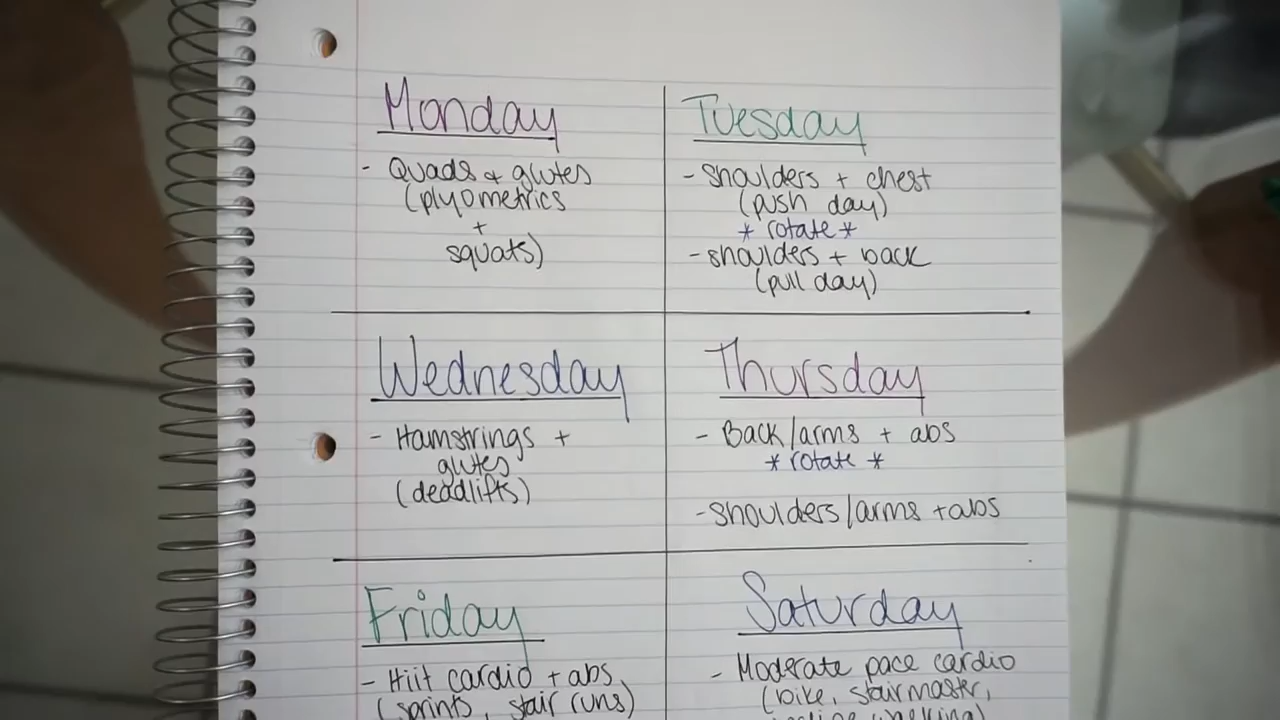 Monday
- Quads & glutes
(plyometrics
+
squats)
Tuesday
- shoulders + chest
(push day)
* rotate *
- shoulders + back
(pull day)
Wednesday
- Hamstrings +
glutes
(deadlifts)
Thursday
- Back/arms + abs
* rotate *
- shoulders/arms + abs
Friday
- Hiit cardio + abs
(sprints, stair runs)
Saturday
- Moderate pace cardio
(bike, stairmaster,
incline walking)